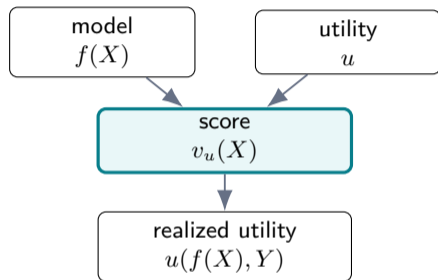 model
f(X)
utility
u
score
v_u(X)
realized utility
u(f(X), Y)